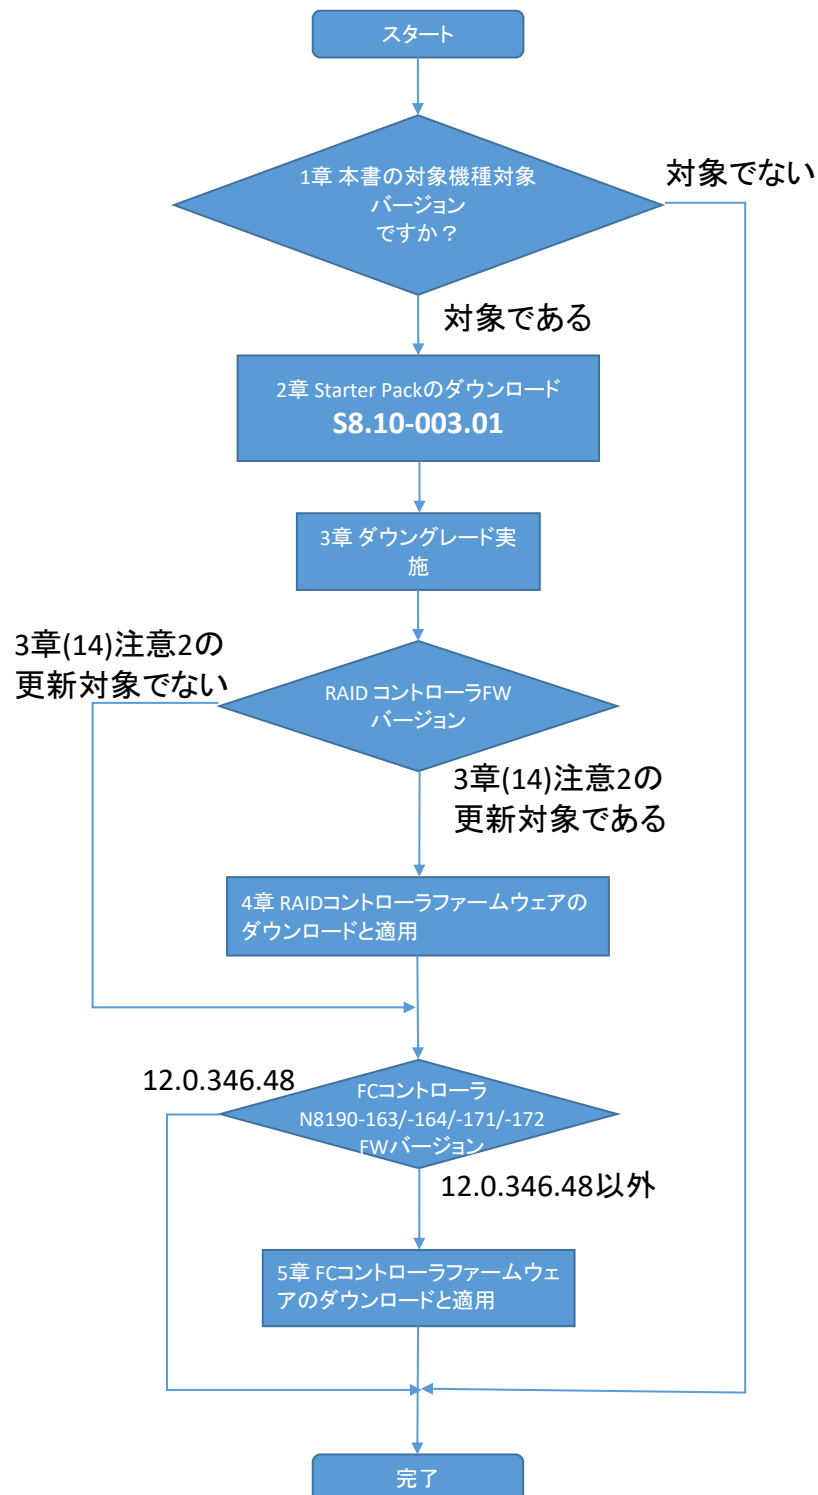 スタート
1章 本書の対象機種対象
バージョン
ですか？
対象でない
対象である
2章 Starter Packのダウンロード
S8.10-003.01
3章 ダウングレード実
施
3章(14)注意2の
更新対象でない
RAID コントローラFW
バージョン
3章(14)注意2の
更新対象である
4章 RAIDコントローラファームウェアの
ダウンロードと適用
12.0.346.48
FCコントローラ
N8190-163/-164/-171/-172
FWバージョン
12.0.346.48以外
5章 FCコントローラファームウェ
アのダウンロードと適用
完了